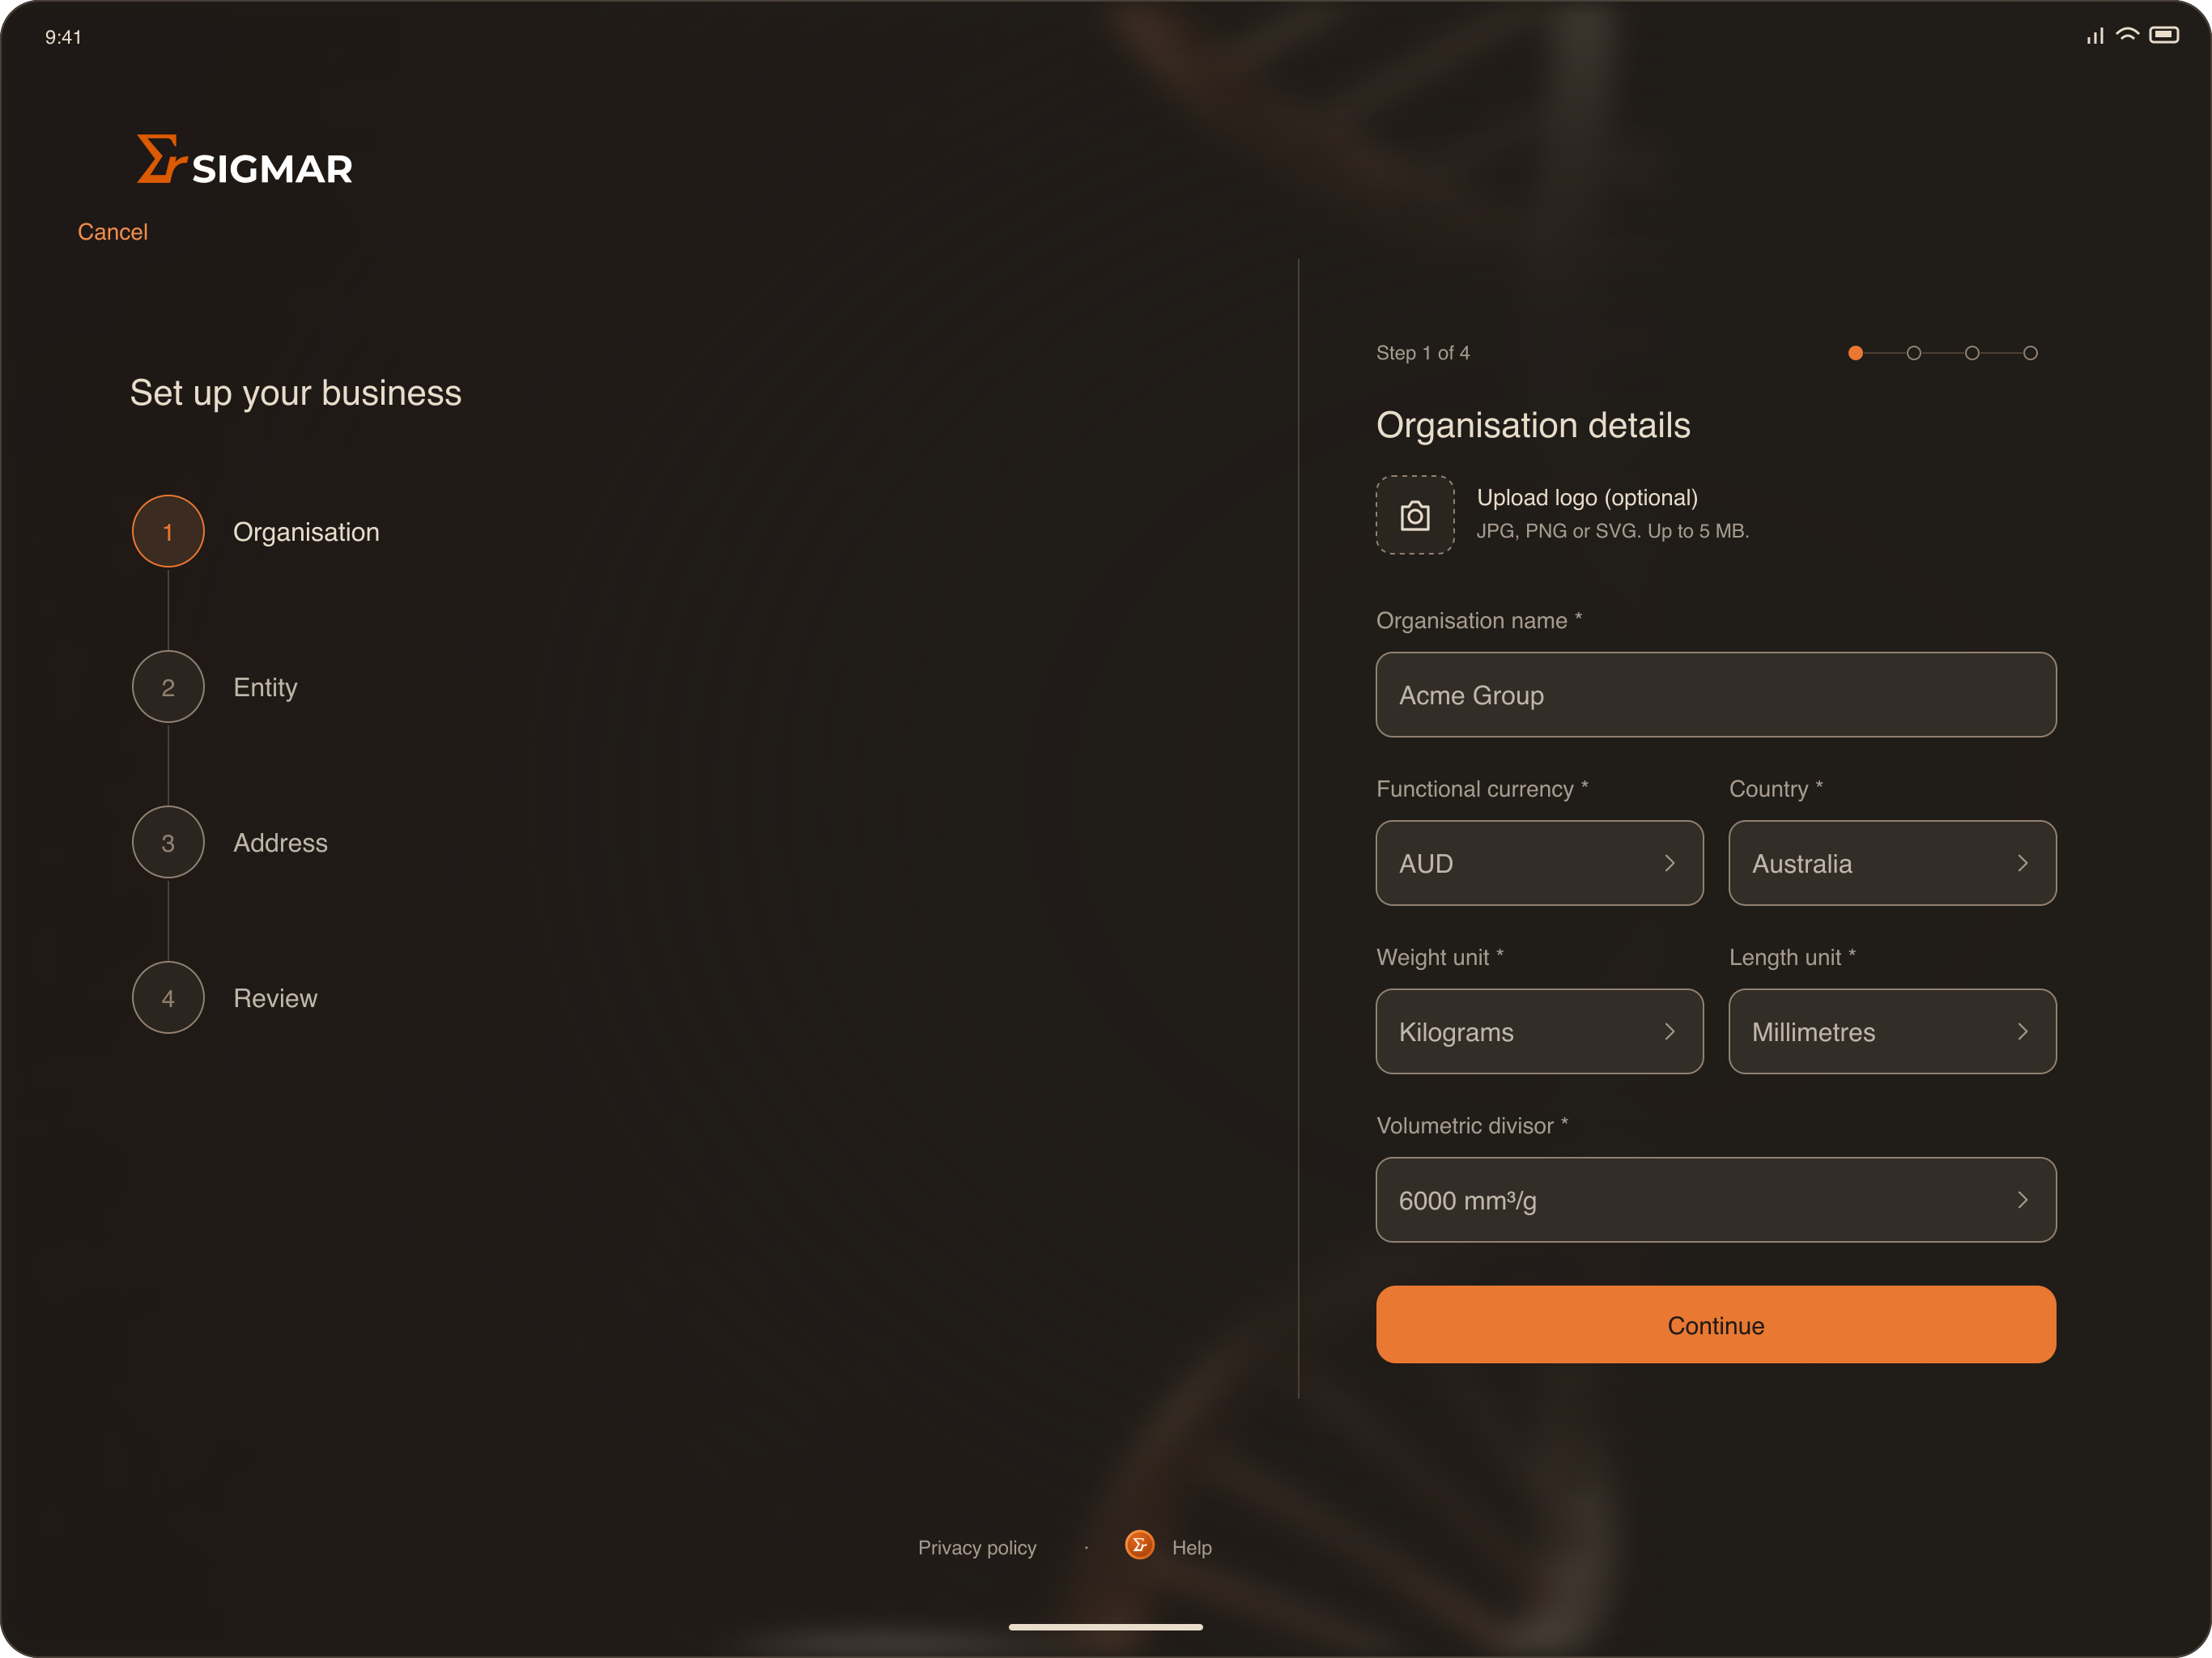 9:41
Σr SIGMAR
Cancel
Set up your business
1 Organisation
2 Entity
3 Address
4 Review
Step 1 of 4
Organisation details
Upload logo (optional)
JPG, PNG or SVG. Up to 5 MB.
Organisation name *
Acme Group
Functional currency * Country *
AUD Australia
Weight unit * Length unit *
Kilograms Millimetres
Volumetric divisor *
6000 mm³/g
Continue
Privacy policy · Σr Help